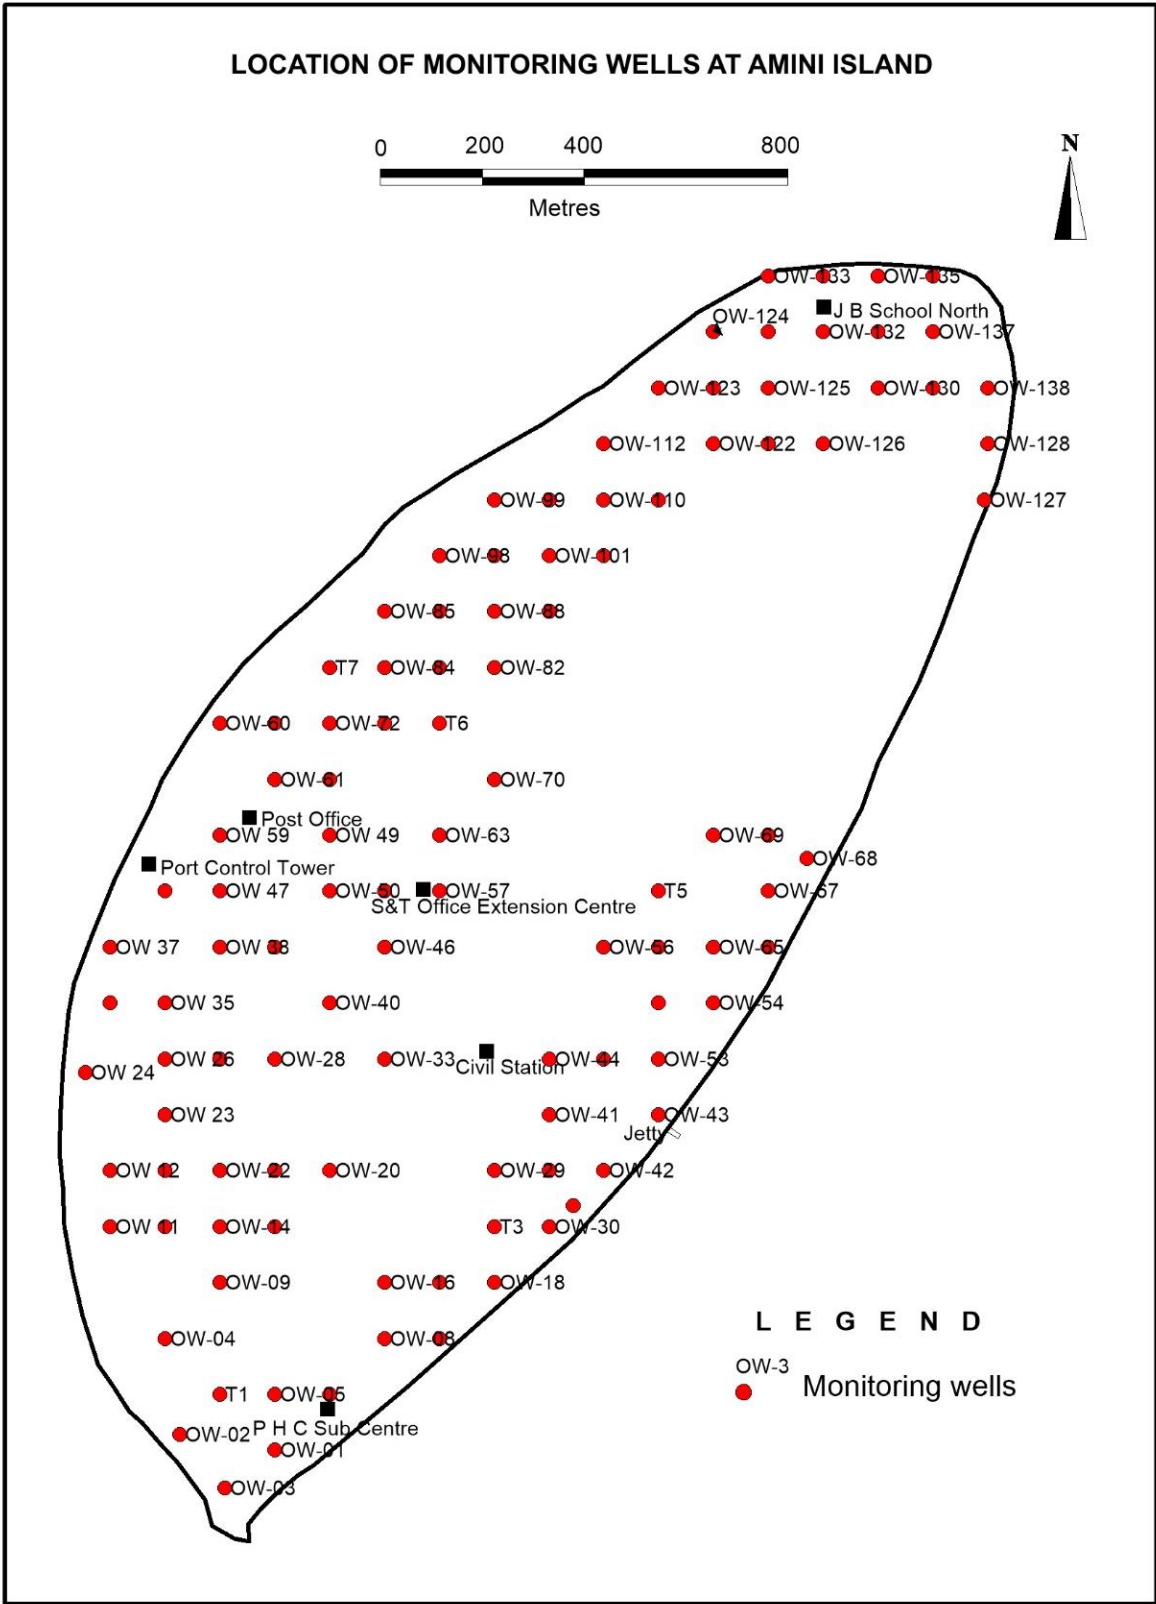 LOCATION OF MONITORING WELLS AT AMINI ISLAND
0 200 400 800
Metres
N
OW-133 OW-135
OW-124 J B School North
OW-132 OW-137
OW-123 OW-125 OW-130 OW-138
OW-112 OW-122 OW-126 OW-128
OW-99 OW-110 OW-127
OW-98 OW-101
OW-85 OW-88
T7 OW-84 OW-82
OW-60 OW-72 T6
OW-61 OW-70
Post Office
OW 59 OW 49 OW-63 OW-69
OW-68
Port Control Tower
OW 47 OW-50 OW-57 T5 OW-67
S&T Office Extension Centre
OW 37 OW 38 OW-46 OW-56 OW-65
OW 35 OW-40 OW-54
OW 26 OW-28 OW-33 OW-44 OW-53
Civil Station
OW 24
OW 23 OW-41 OW-43
Jetty
OW 12 OW-22 OW-20 OW-29 OW-42
OW 11 OW-14 T3 OW-30
OW-09 OW-16 OW-18
OW-04 OW-08
L E G E N D
OW-3
Monitoring wells
T1 OW-05
P H C Sub Centre
OW-02
OW-01
OW-03